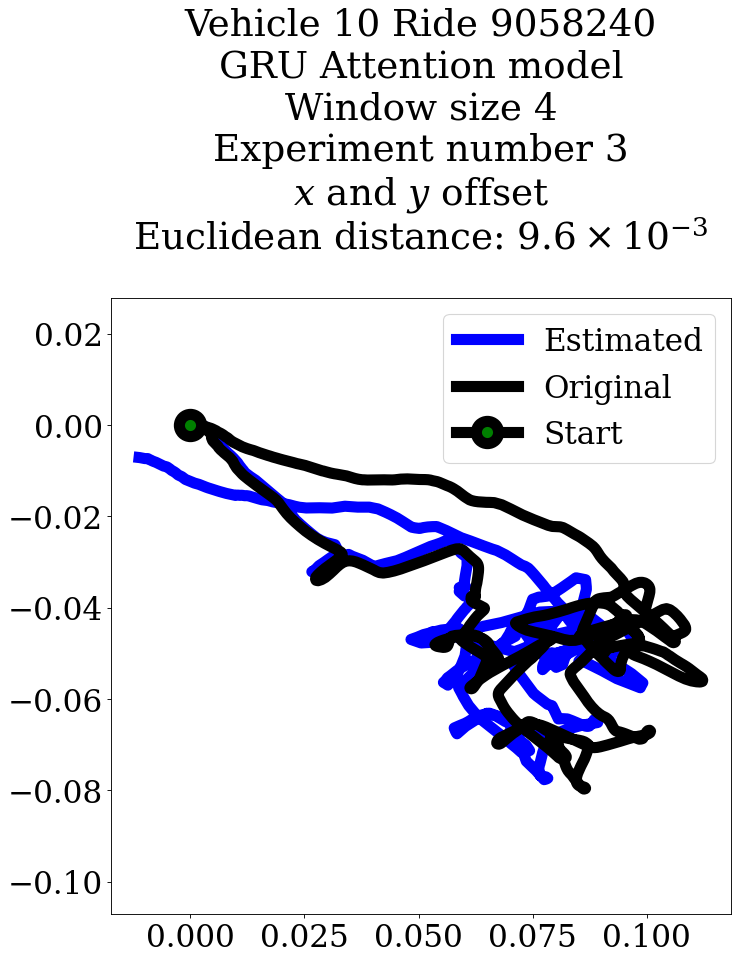 Vehicle 10 Ride 9058240
GRU Attention model
Window size 4
Experiment number 3
x and y offset
Euclidean distance: 9.6 × 10⁻³
Estimated
Original
Start
0.02
0.00
−0.02
−0.04
−0.06
−0.08
−0.10
0.000 0.025 0.050 0.075 0.100